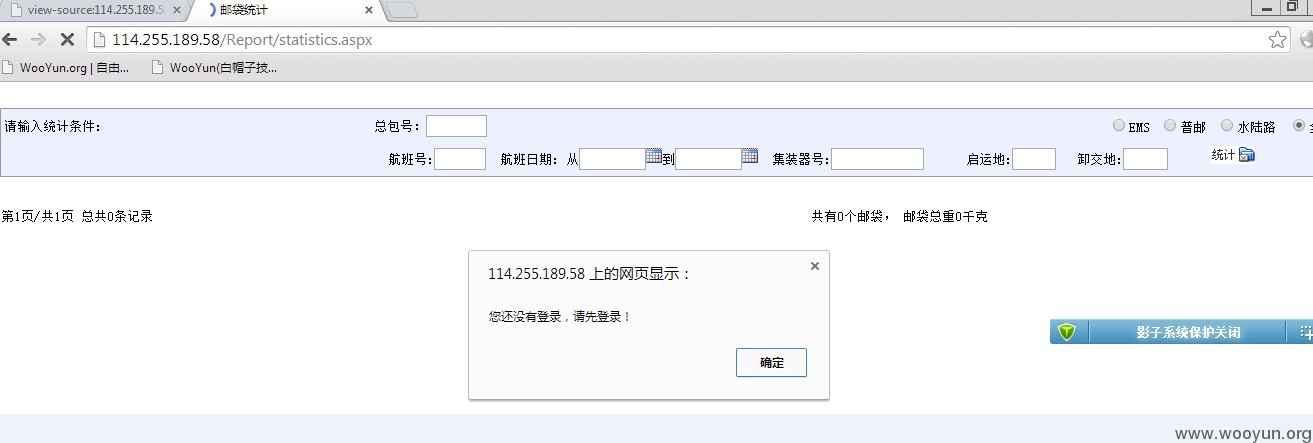 view-source:114.255.189.5
邮袋统计
114.255.189.58/Report/statistics.aspx
WooYun.org | 自由...
WooYun(白帽子技...
请输入统计条件:
总包号:
EMS
普邮
水陆路
航班号:
航班日期: 从
到
集装器号:
启运地:
卸交地:
统计
第1页/共1页 总共0条记录
共有0个邮袋, 邮袋总重0千克
114.255.189.58 上的网页显示:
您还没有登录,请先登录!
确定
影子系统保护关闭
www.wooyun.org